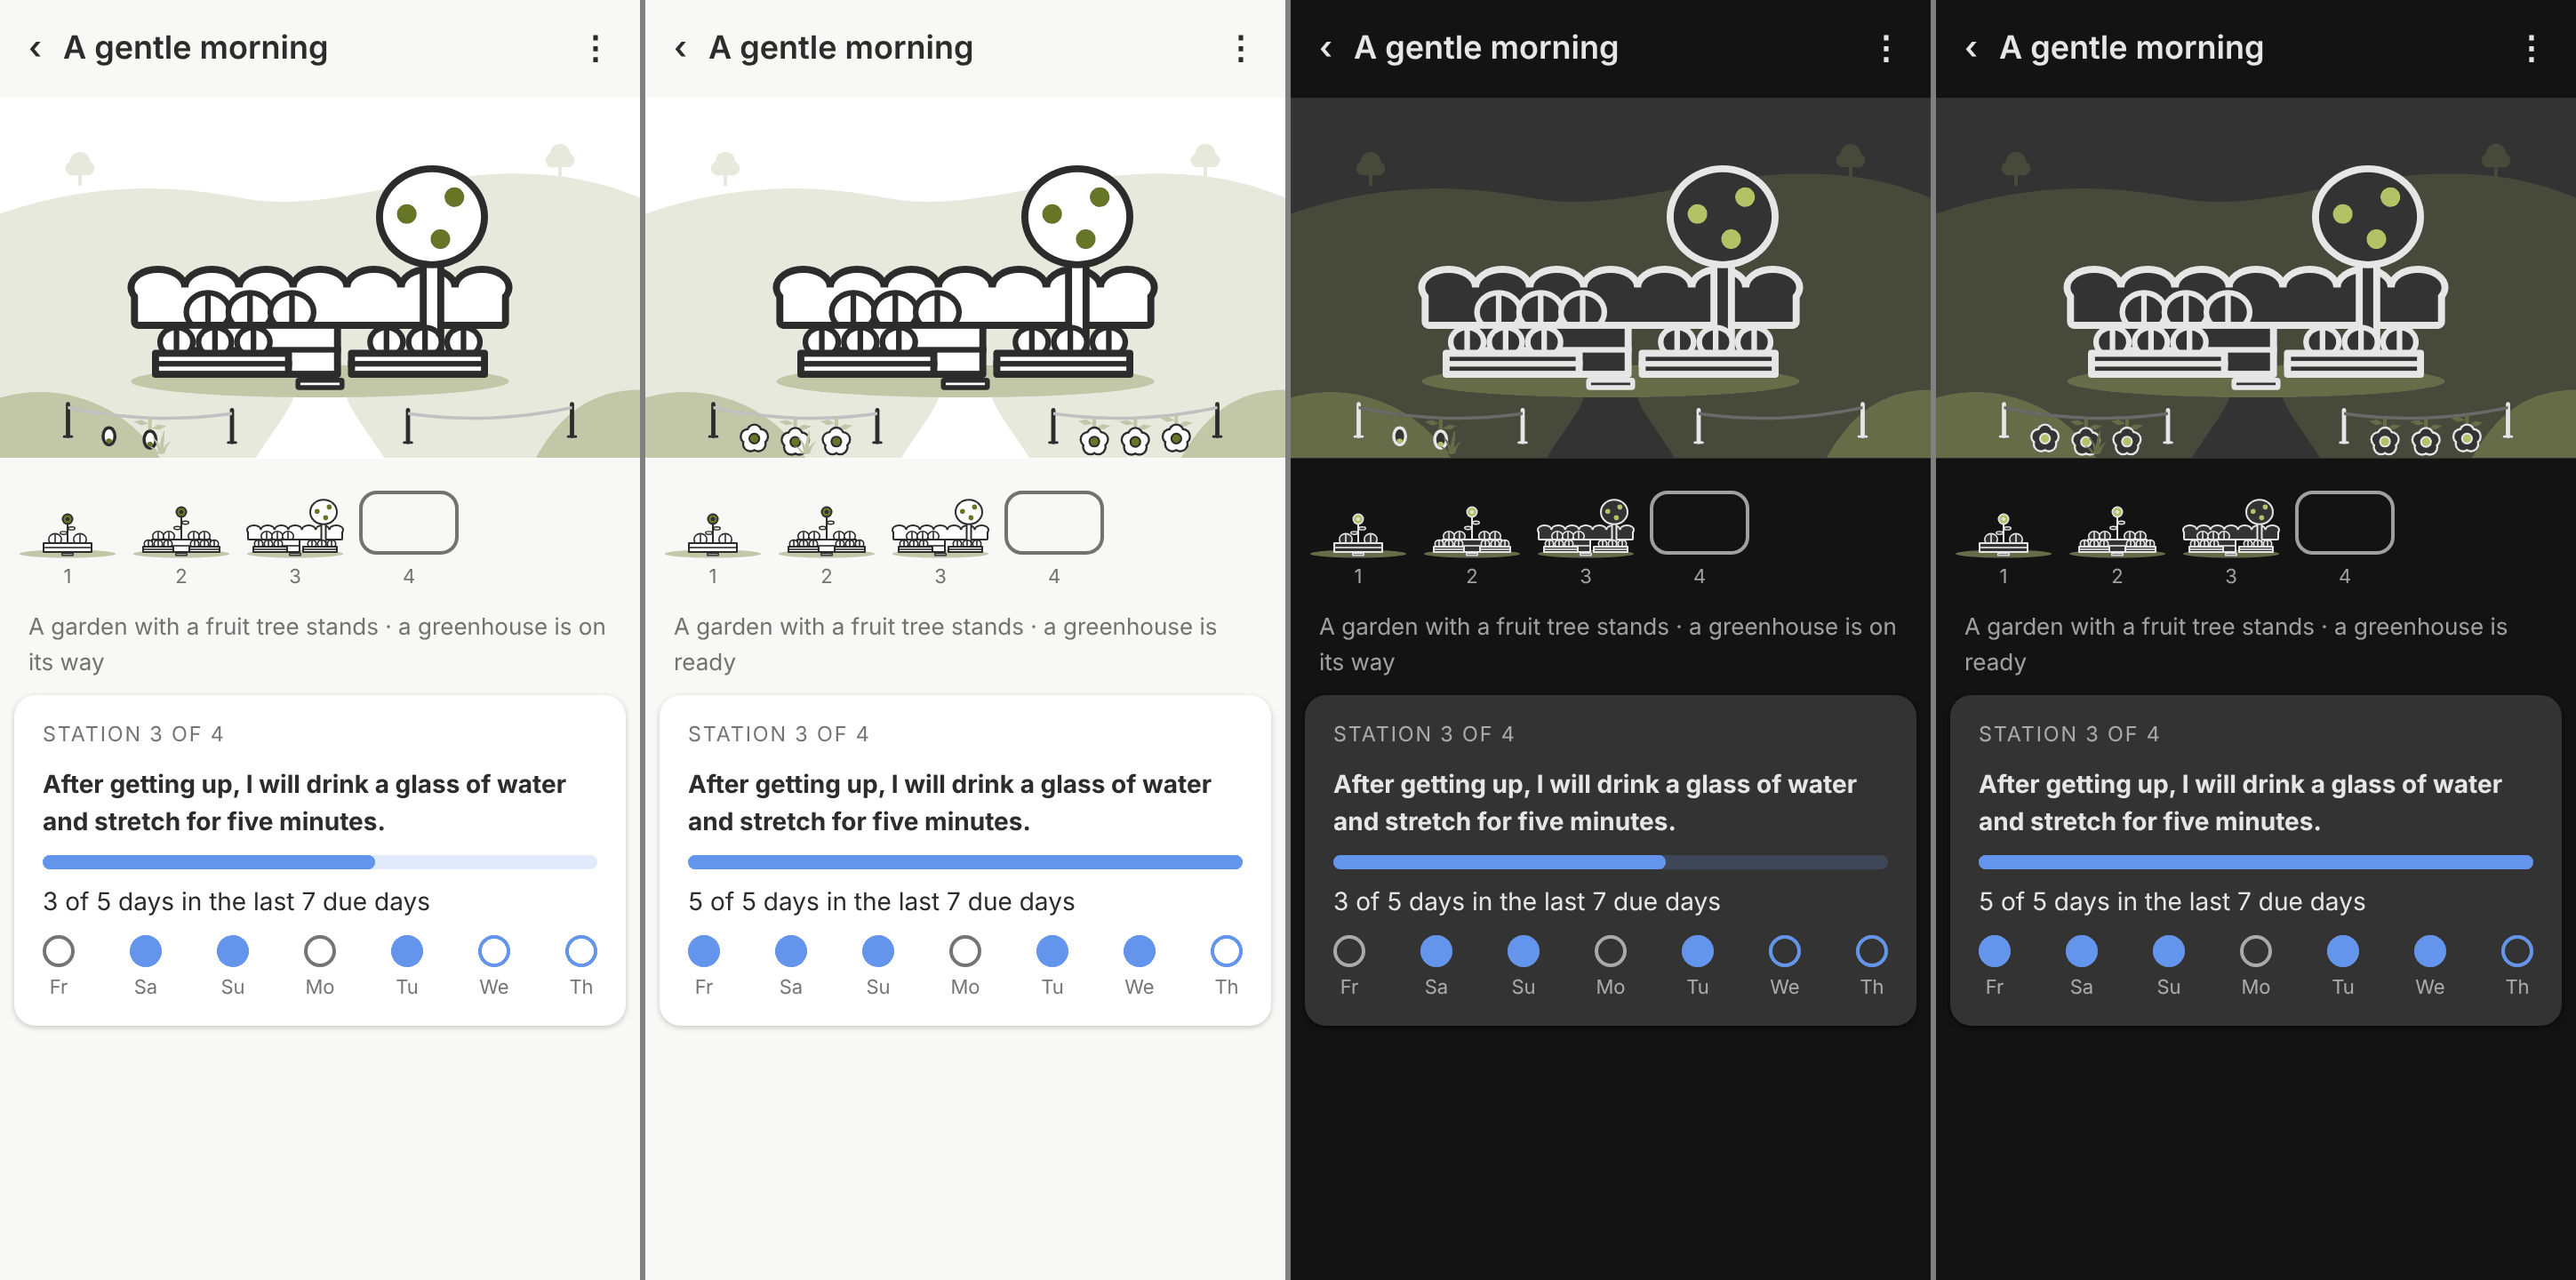 ‹ A gentle morning ⋮
1 2 3 4
A garden with a fruit tree stands · a greenhouse is on
its way
STATION 3 OF 4
After getting up, I will drink a glass of water
and stretch for five minutes.
3 of 5 days in the last 7 due days
Fr Sa Su Mo Tu We Th
‹ A gentle morning ⋮
1 2 3 4
A garden with a fruit tree stands · a greenhouse is
ready
STATION 3 OF 4
After getting up, I will drink a glass of water
and stretch for five minutes.
5 of 5 days in the last 7 due days
Fr Sa Su Mo Tu We Th
‹ A gentle morning ⋮
1 2 3 4
A garden with a fruit tree stands · a greenhouse is on
its way
STATION 3 OF 4
After getting up, I will drink a glass of water
and stretch for five minutes.
3 of 5 days in the last 7 due days
Fr Sa Su Mo Tu We Th
‹ A gentle morning ⋮
1 2 3 4
A garden with a fruit tree stands · a greenhouse is
ready
STATION 3 OF 4
After getting up, I will drink a glass of water
and stretch for five minutes.
5 of 5 days in the last 7 due days
Fr Sa Su Mo Tu We Th